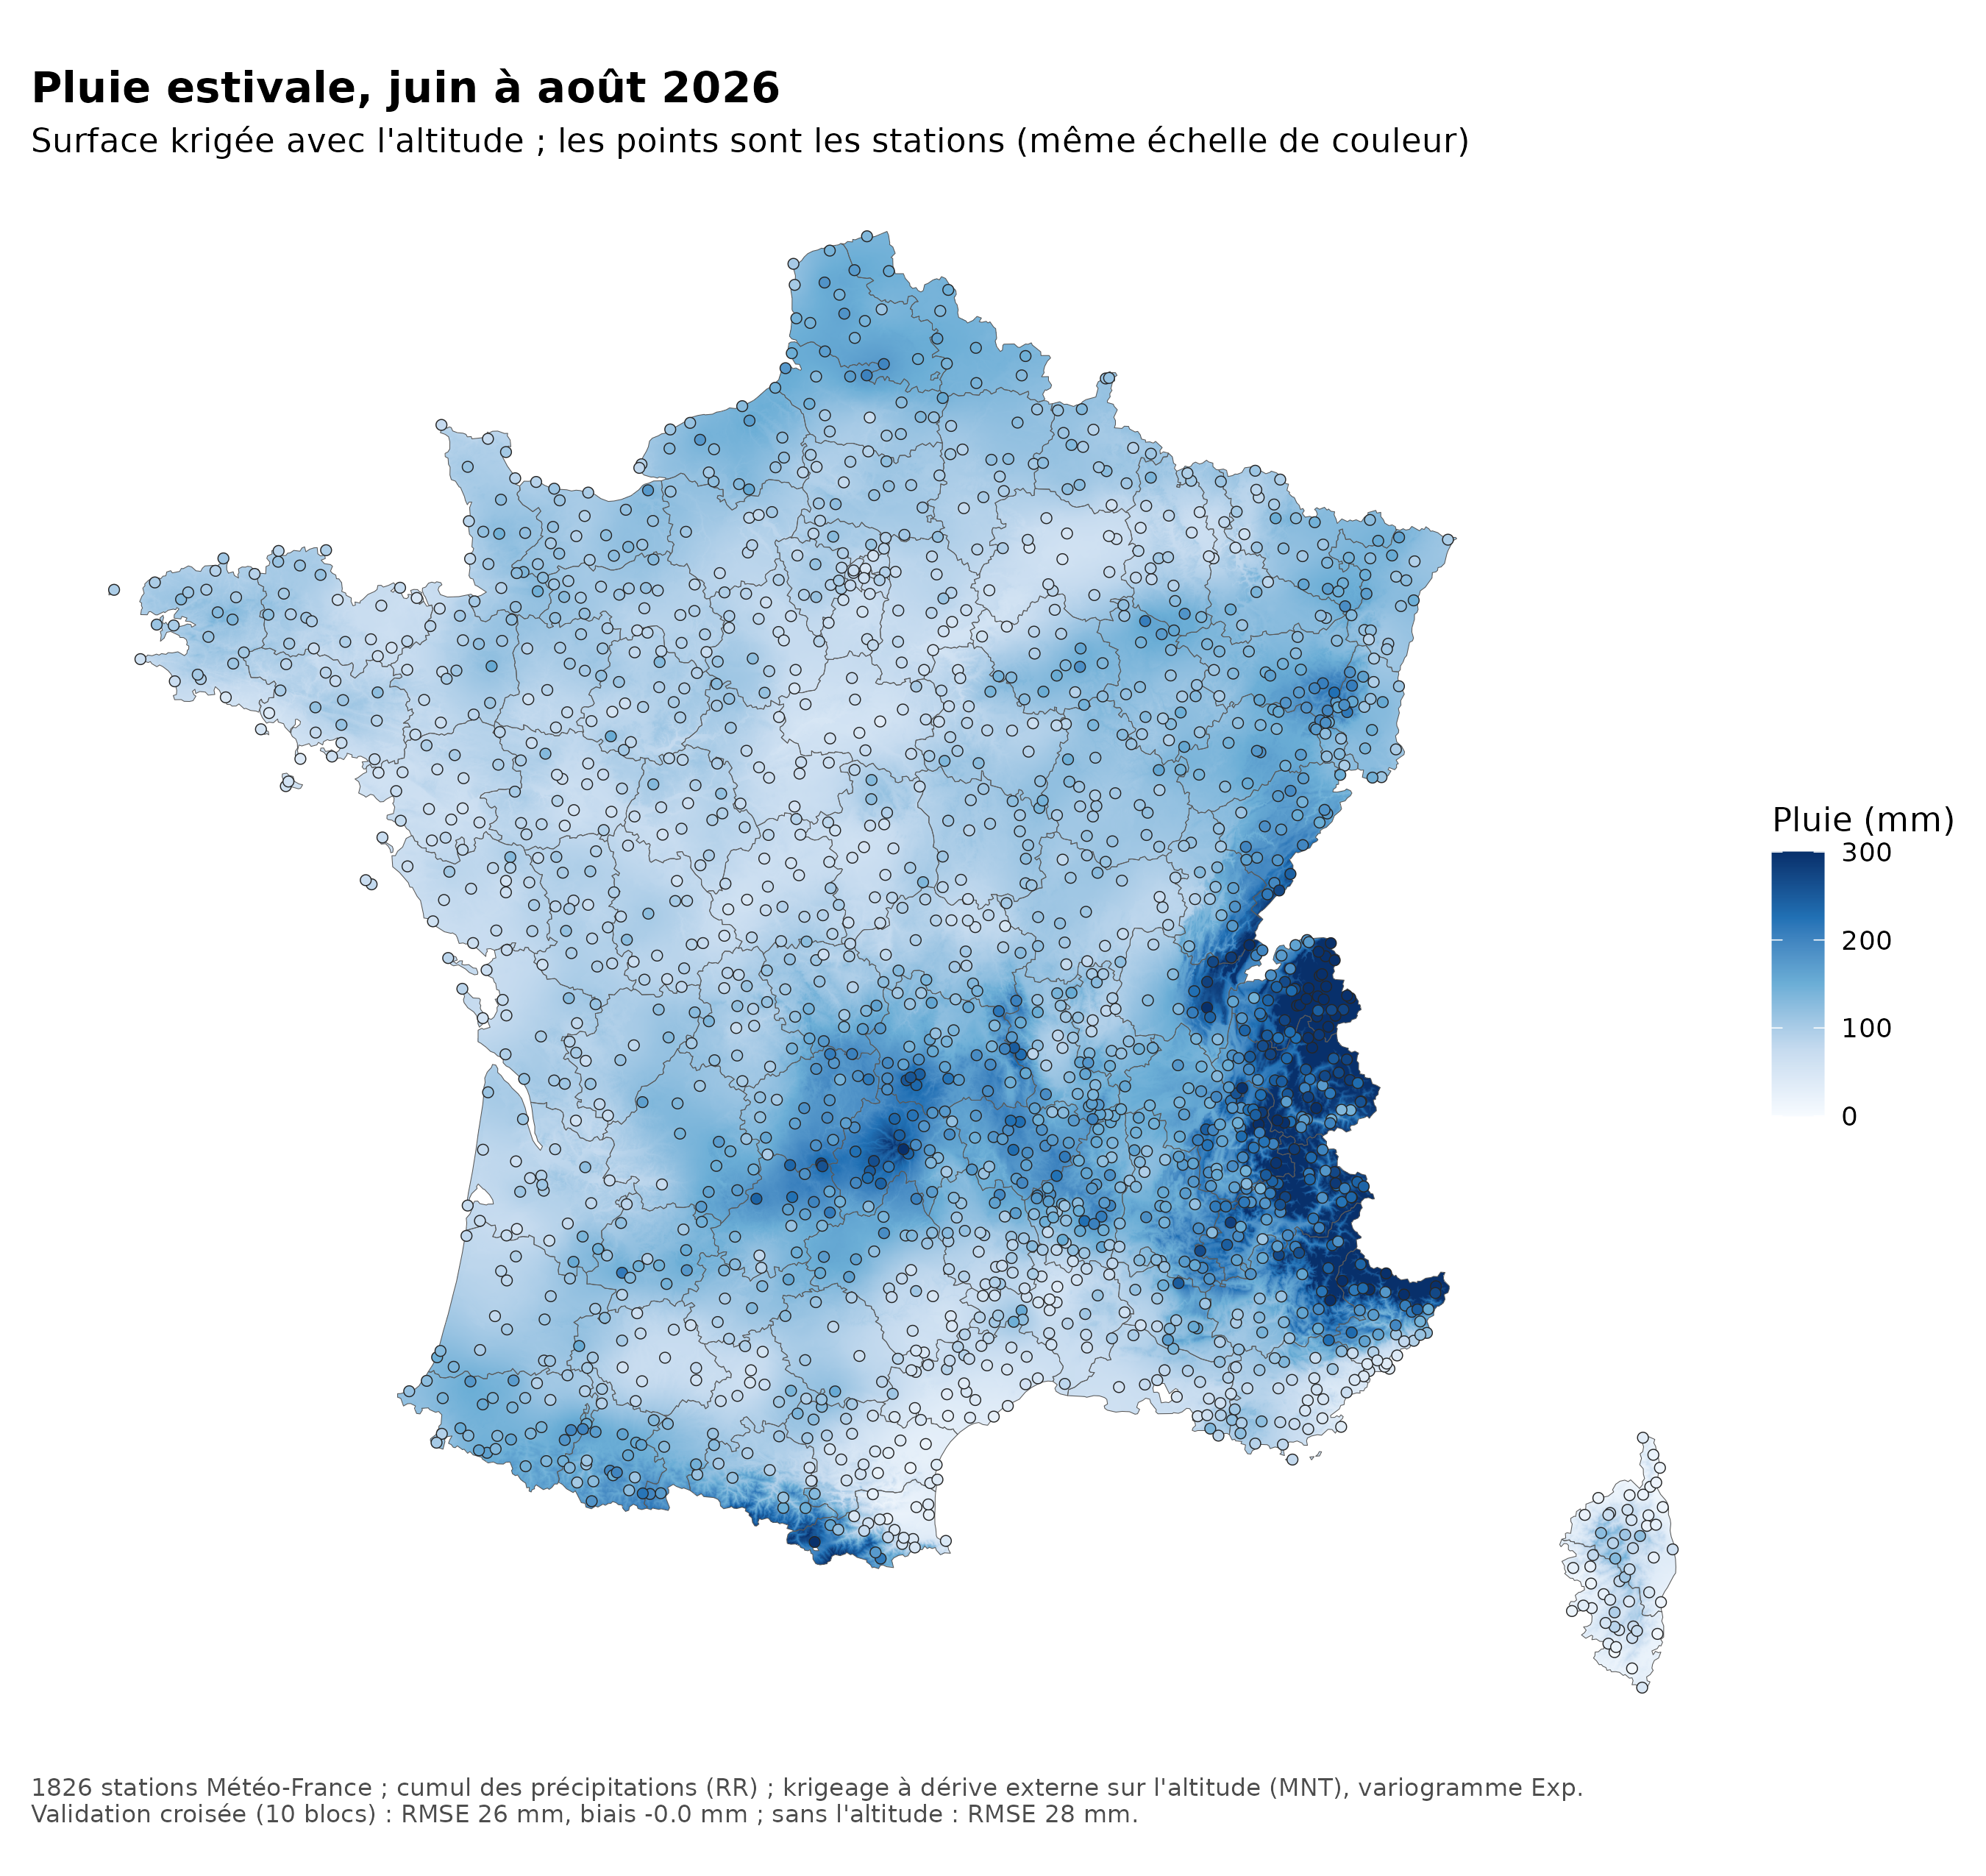 Pluie estivale, juin à août 2026
Surface krigée avec l'altitude ; les points sont les stations (même échelle de couleur)
Pluie (mm)
300
200
100
0
1826 stations Météo-France ; cumul des précipitations (RR) ; krigeage à dérive externe sur l'altitude (MNT), variogramme Exp.
Validation croisée (10 blocs) : RMSE 26 mm, biais -0.0 mm ; sans l'altitude : RMSE 28 mm.